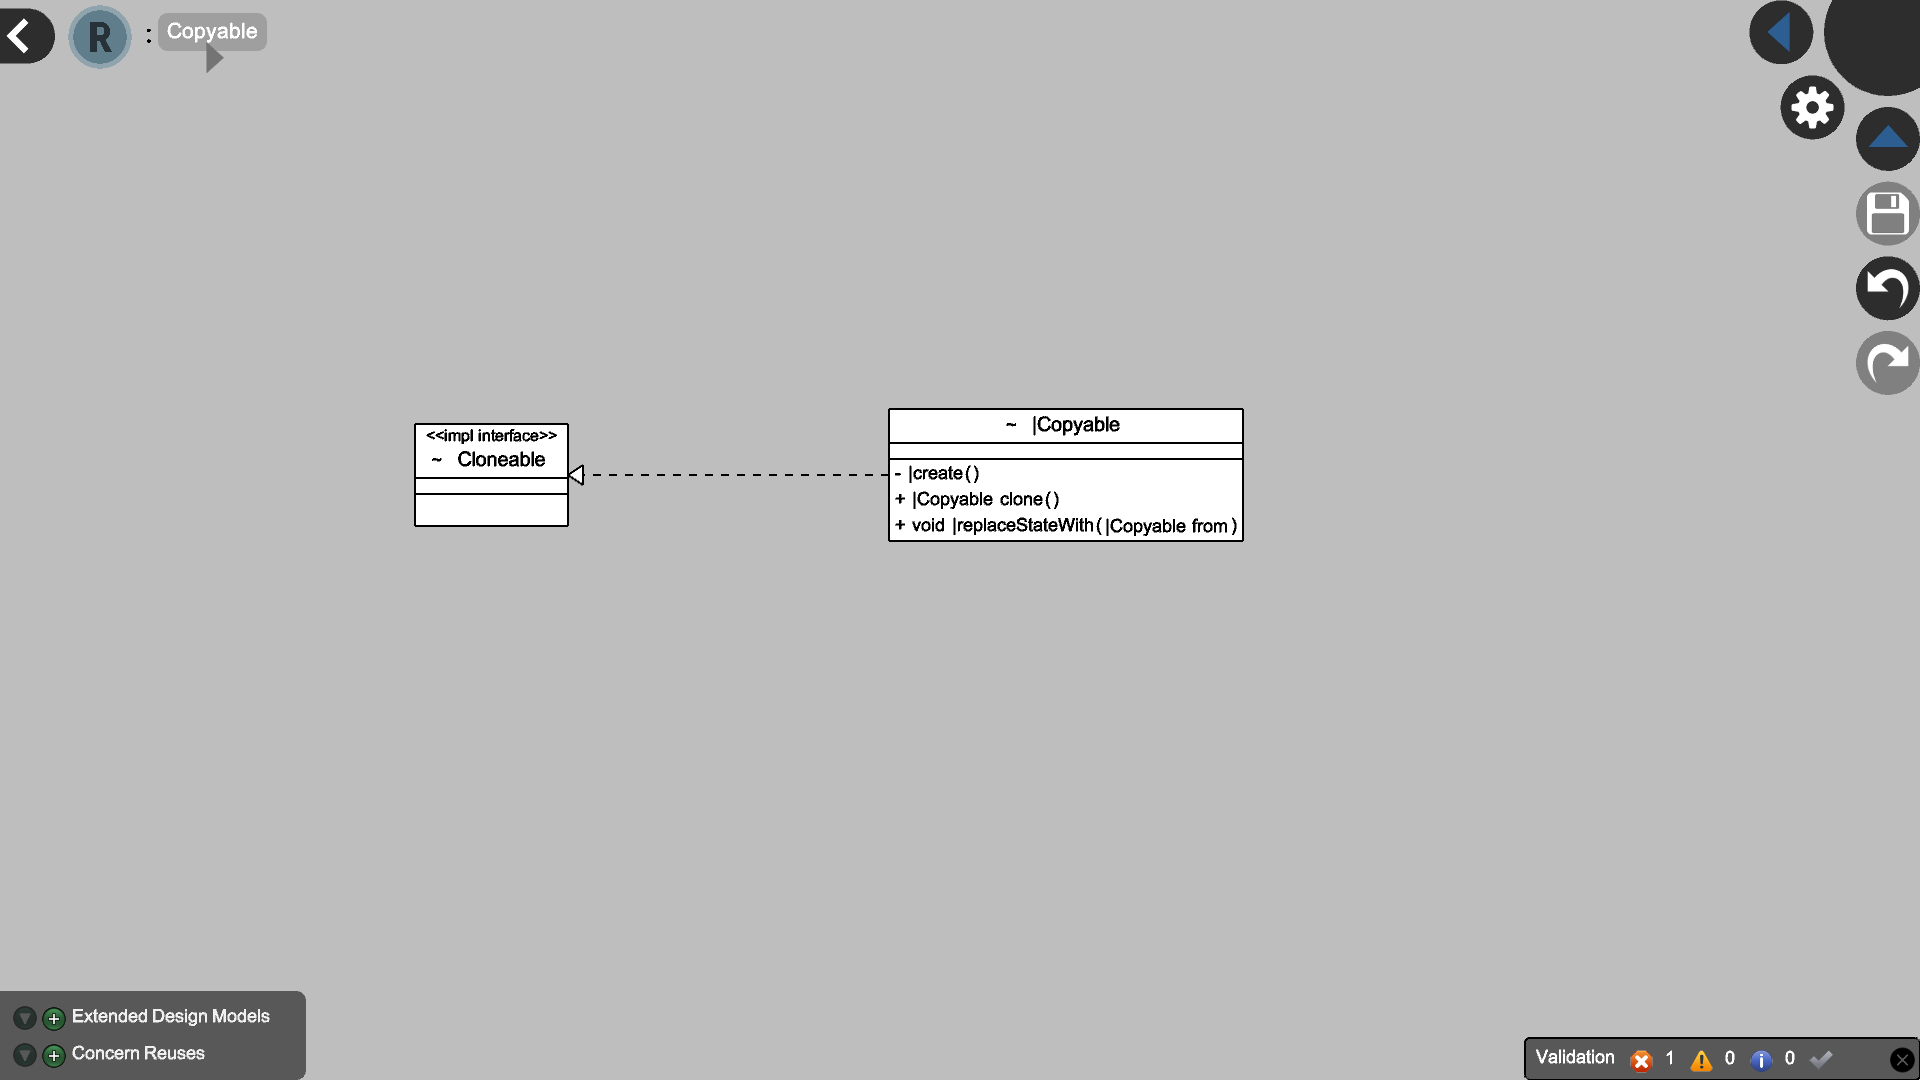 R : Copyable
<<impl interface>>
~ Cloneable
~ |Copyable
- |create()
+ |Copyable clone()
+ void |replaceStateWith(|Copyable from)
Extended Design Models
Concern Reuses
Validation 1 0 0